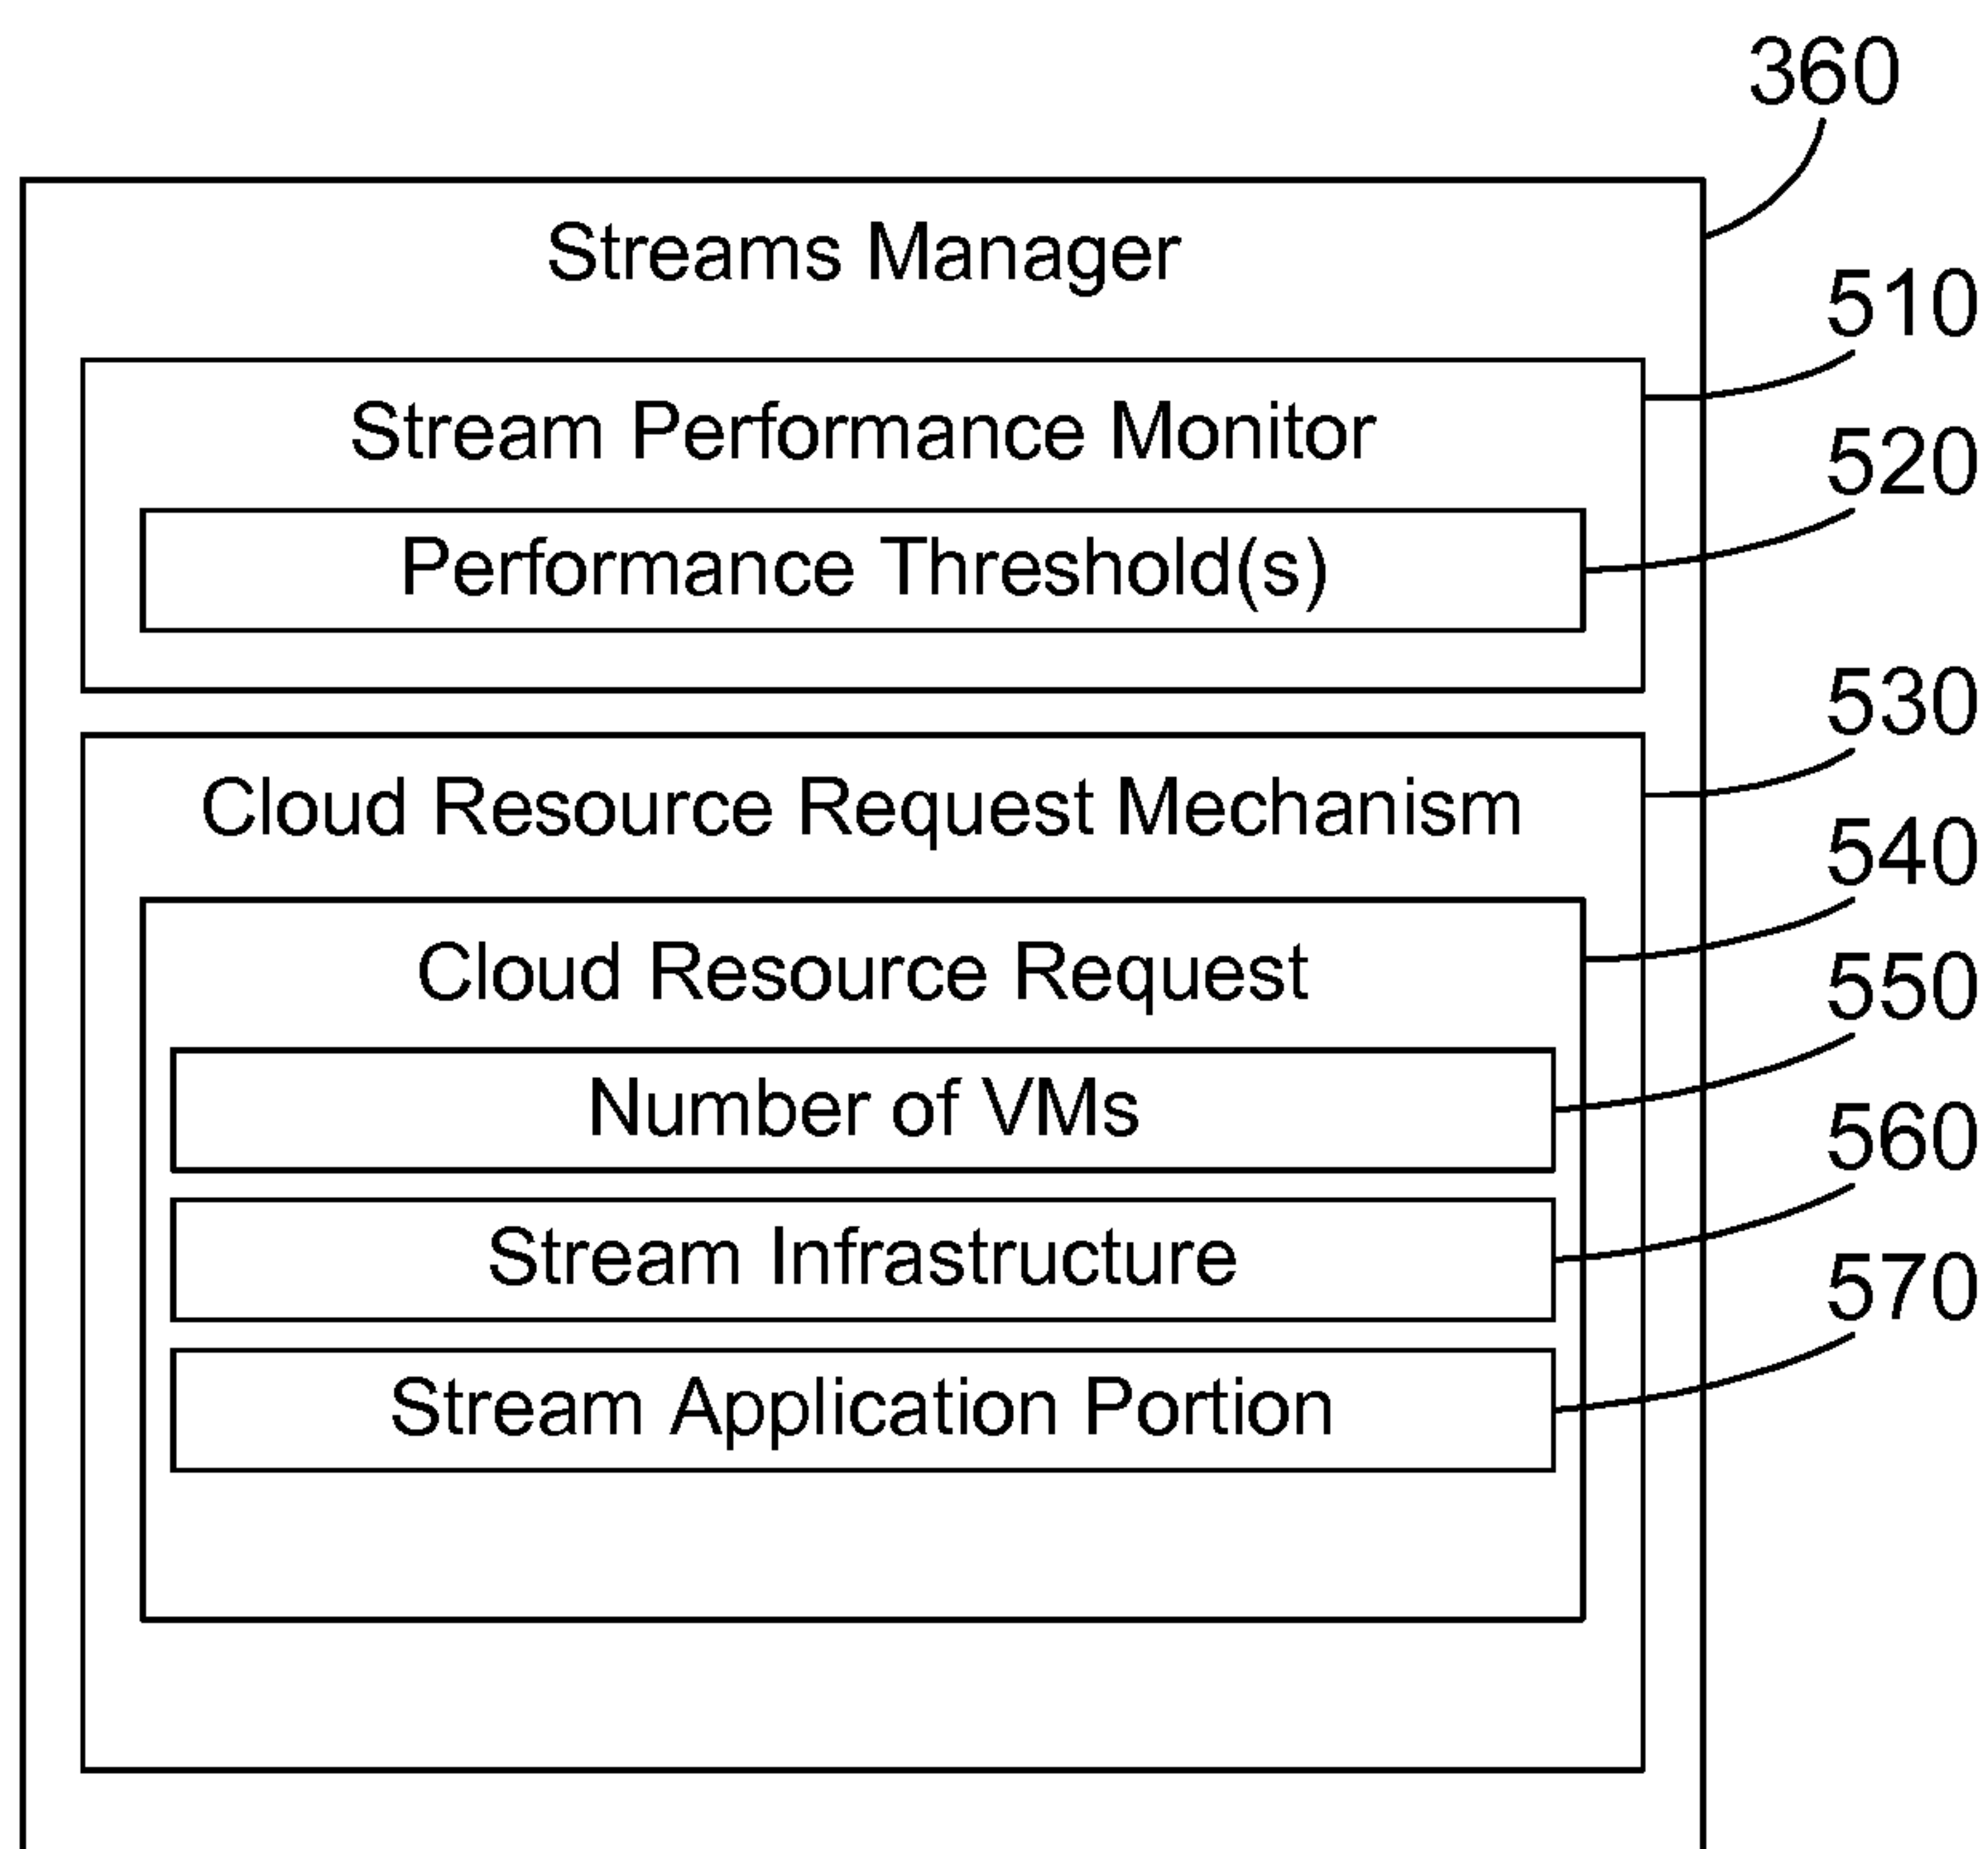 360
Streams Manager
510
Stream Performance Monitor
520
Performance Threshold(s)
530
Cloud Resource Request Mechanism
540
Cloud Resource Request
550
Number of VMs
560
Stream Infrastructure
570
Stream Application Portion